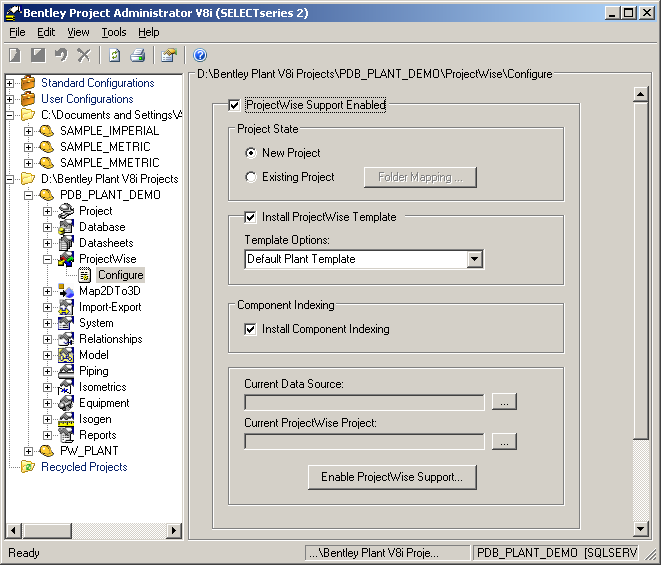 Bentley Project Administrator V8i (SELECTseries 2)
File Edit View Tools Help
Standard Configurations
User Configurations
C:\Documents and Settings\A
SAMPLE_IMPERIAL
SAMPLE_METRIC
SAMPLE_MMETRIC
D:\Bentley Plant V8i Projects
PDB_PLANT_DEMO
Project
Database
Datasheets
ProjectWise
Configure
Map2DTo3D
Import-Export
System
Relationships
Model
Piping
Isometrics
Equipment
Isogen
Reports
PW_PLANT
Recycled Projects
D:\Bentley Plant V8i Projects\PDB_PLANT_DEMO\ProjectWise\Configure
ProjectWise Support Enabled
Project State
New Project
Existing Project
Folder Mapping ...
Install ProjectWise Template
Template Options:
Default Plant Template
Component Indexing
Install Component Indexing
Current Data Source:
...
Current ProjectWise Project:
...
Enable ProjectWise Support...
Ready
...\Bentley Plant V8i Proje...
PDB_PLANT_DEMO [SQLSERV